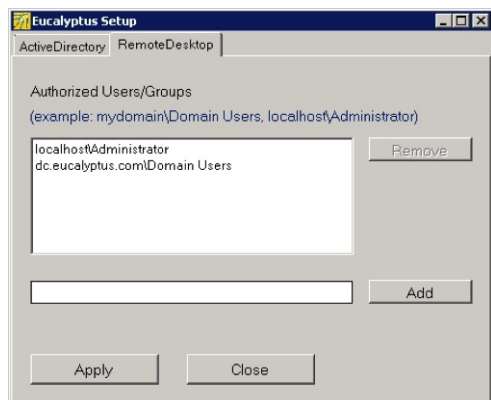 Eucalyptus Setup
ActiveDirectory RemoteDesktop
Authorized Users/Groups
(example: mydomain\Domain Users, localhost\Administrator)
localhost\Administrator
dc.eucalyptus.com\Domain Users
Remove
Add
Apply Close